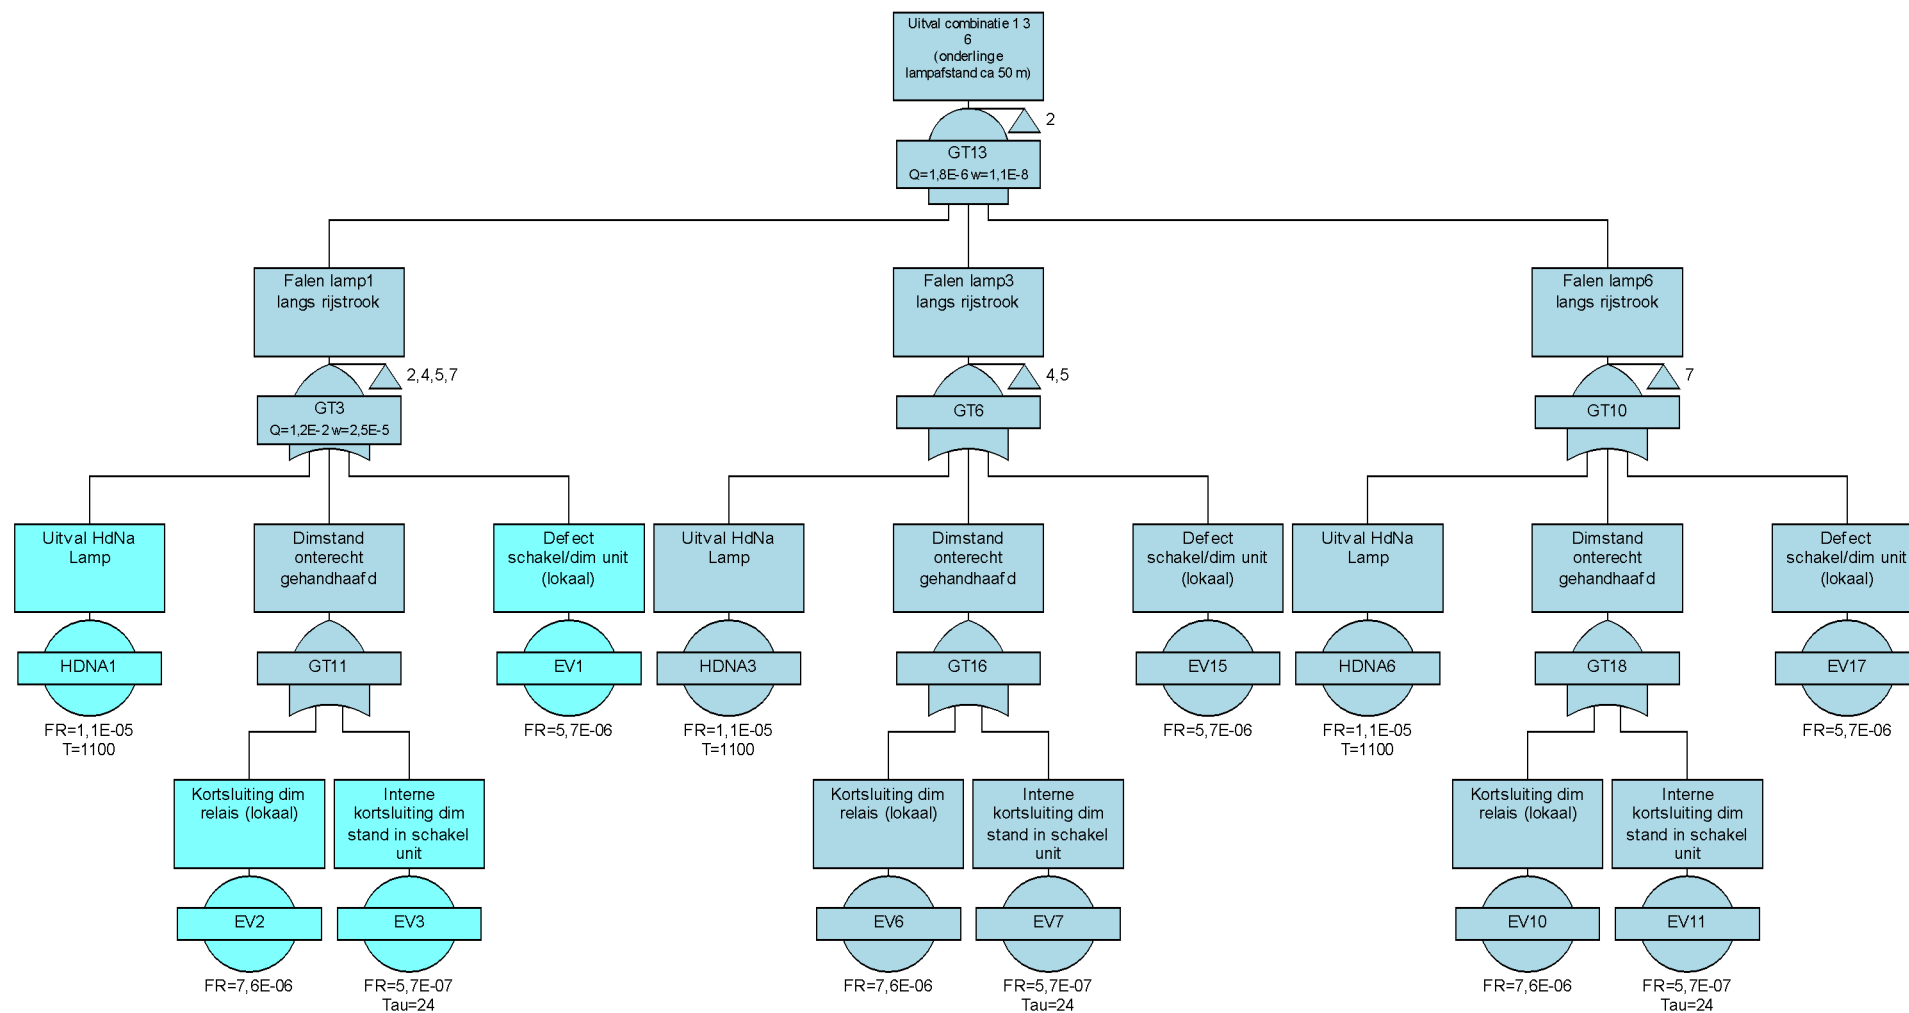 Uitval combinatie 1 3
6
(onderlinge
lampafstand ca 50 m)
2
GT13
Q=1,8E-6 w=1,1E-8
Falen lamp1
langs rijstrook
2,4,5,7
GT3
Q=1,2E-2 w=2,5E-5
Falen lamp3
langs rijstrook
4,5
GT6
Falen lamp6
langs rijstrook
7
GT10
Uitval HdNa
Lamp
HDNA1
FR=1,1E-05
T=1100
Dimstand
onterecht
gehandhaafd
GT11
Defect
schakel/dim unit
(lokaal)
EV1
FR=5,7E-06
Uitval HdNa
Lamp
HDNA3
FR=1,1E-05
T=1100
Dimstand
onterecht
gehandhaafd
GT16
Defect
schakel/dim unit
(lokaal)
EV15
FR=5,7E-06
Uitval HdNa
Lamp
HDNA6
FR=1,1E-05
T=1100
Dimstand
onterecht
gehandhaafd
GT18
Defect
schakel/dim unit
(lokaal)
EV17
FR=5,7E-06
Kortsluiting dim
relais (lokaal)
EV2
FR=7,6E-06
Interne
kortsluiting dim
stand in schakel
unit
EV3
FR=5,7E-07
Tau=24
Kortsluiting dim
relais (lokaal)
EV6
FR=7,6E-06
Interne
kortsluiting dim
stand in schakel
unit
EV7
FR=5,7E-07
Tau=24
Kortsluiting dim
relais (lokaal)
EV10
FR=7,6E-06
Interne
kortsluiting dim
stand in schakel
unit
EV11
FR=5,7E-07
Tau=24